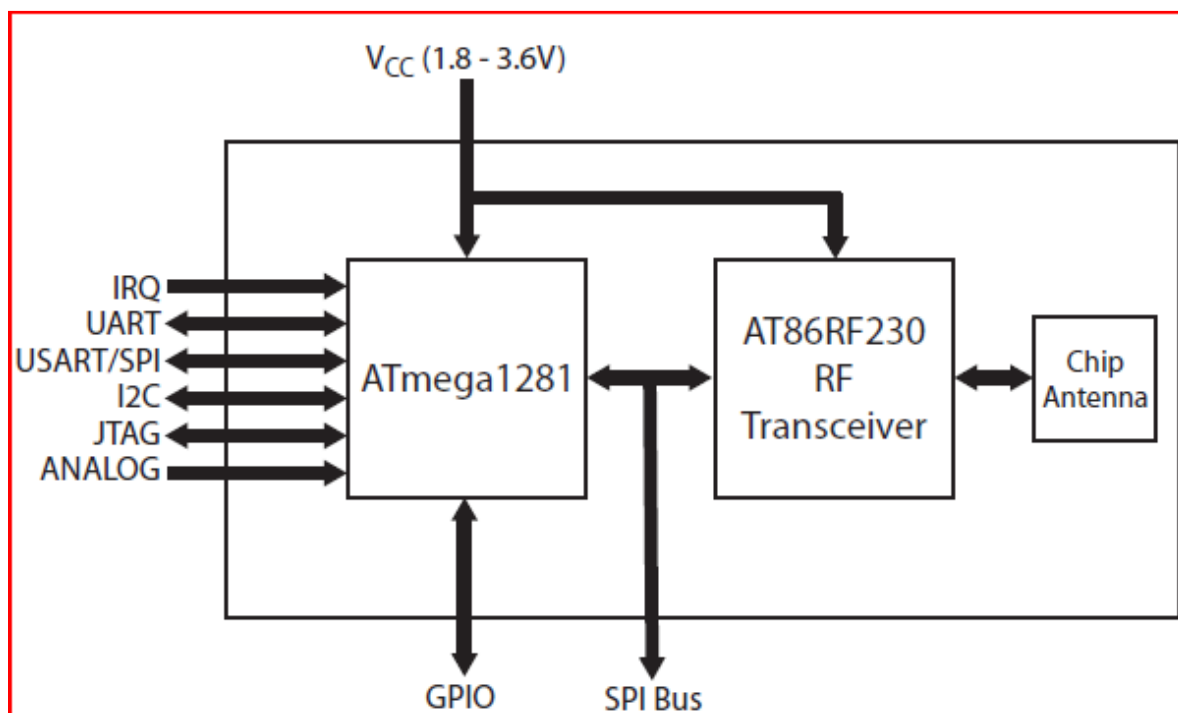 VCC (1.8 - 3.6V)
IRQ
UART
USART/SPI
I2C
JTAG
ANALOG
ATmega1281
AT86RF230
RF
Transceiver
Chip
Antenna
GPIO
SPI Bus